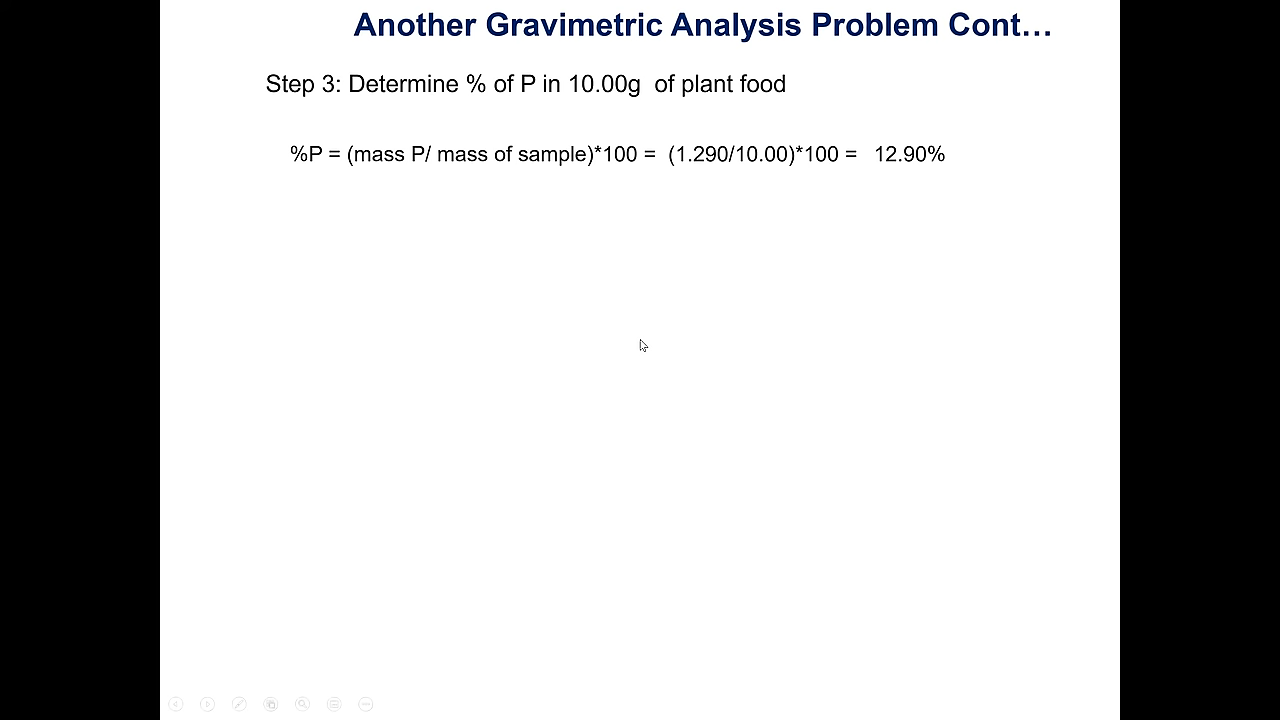 Another Gravimetric Analysis Problem Cont…
Step 3: Determine % of P in 10.00g  of plant food
%P = (mass P/ mass of sample)*100 =  (1.290/10.00)*100 =   12.90%